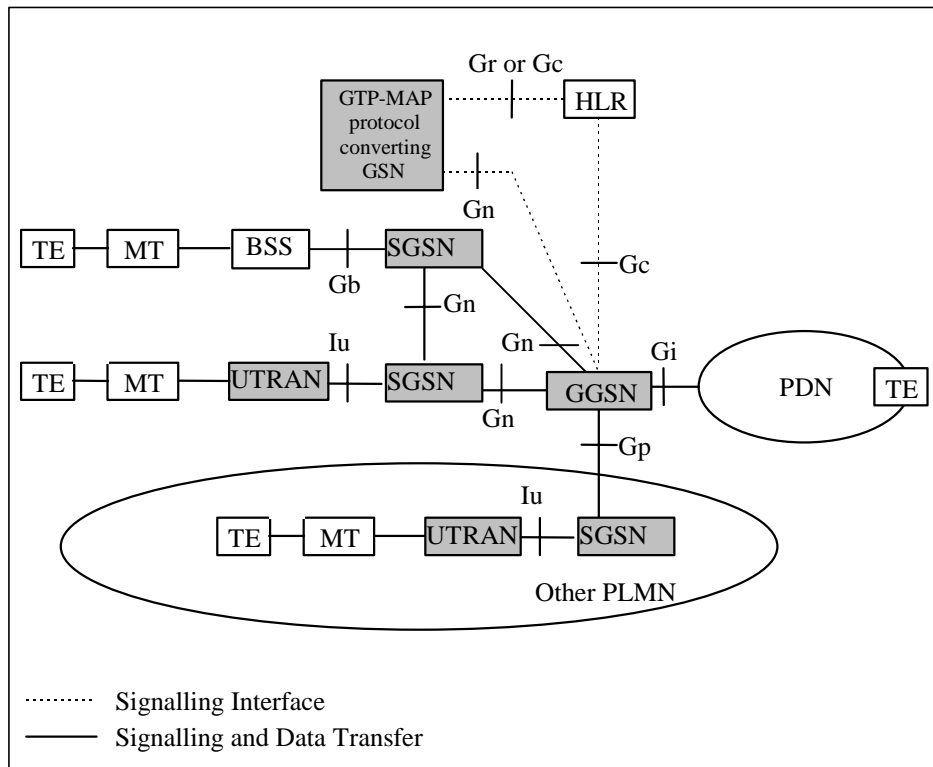 Gr or Gc
GTP-MAP
protocol
converting
GSN
HLR
Gn
TE
MT
BSS
SGSN
Gb
Gn
Gc
Iu
Gn
Gi
TE
MT
UTRAN
SGSN
GGSN
PDN
TE
Gn
Gp
Iu
TE
MT
UTRAN
SGSN
Other PLMN
Signalling Interface
Signalling and Data Transfer